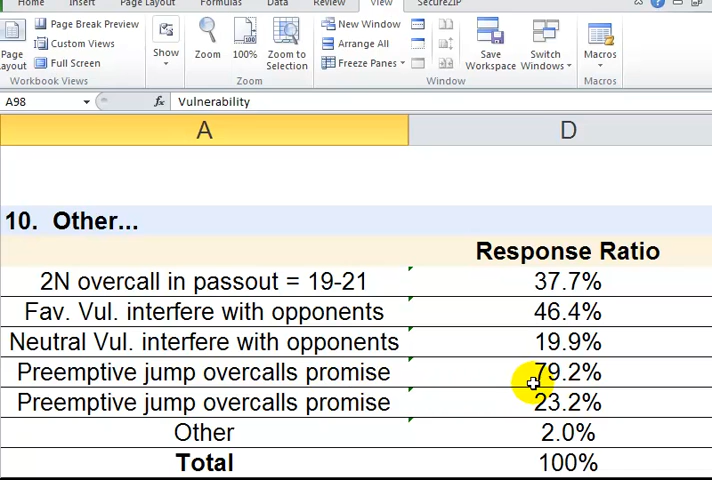 Home Insert Page Layout Formulas Data Review View SecureZIP
Page Layout
Page Break Preview
Custom Views
Full Screen
Workbook Views
Show
Zoom
100%
Zoom to Selection
Zoom
New Window
Arrange All
Freeze Panes
Save Workspace
Switch Windows
Window
Macros
Macros
A98 fx Vulnerability
A D
10. Other...
Response Ratio
2N overcall in passout = 19-21 37.7%
Fav. Vul. interfere with opponents 46.4%
Neutral Vul. interfere with opponents 19.9%
Preemptive jump overcalls promise 79.2%
Preemptive jump overcalls promise 23.2%
Other 2.0%
Total 100%